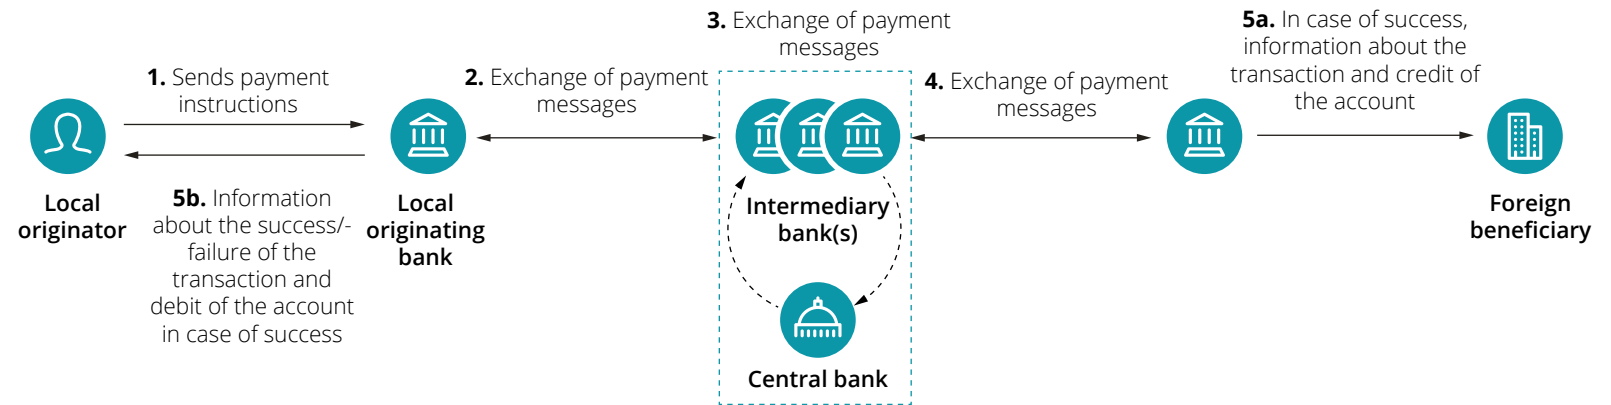 1. Sends payment
instructions
2. Exchange of payment
messages
3. Exchange of payment
messages
4. Exchange of payment
messages
5a. In case of success,
information about the
transaction and credit of
the account
Local
originator
5b. Information
about the success/-
failure of the
transaction and
debit of the account
in case of success
Local
originating
bank
Intermediary
bank(s)
Central bank
Foreign
beneficiary